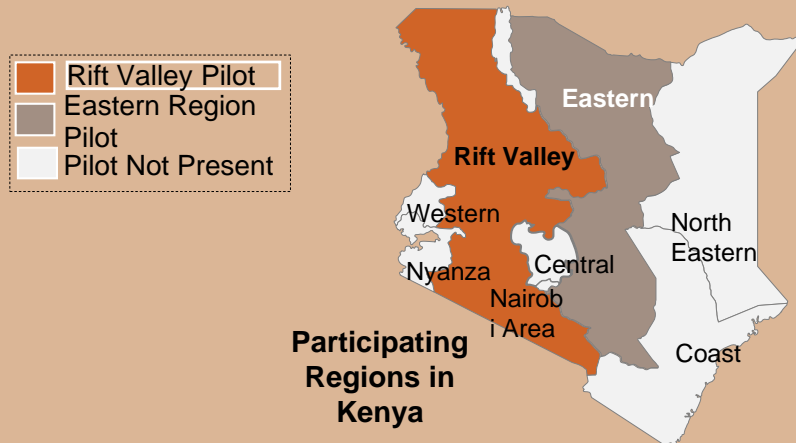 Rift Valley Pilot
Eastern Region
Pilot
Pilot Not Present
Eastern
Rift Valley
Western
North
Eastern
Nyanza
Central
Nairob
i Area
Coast
Participating
Regions in
Kenya